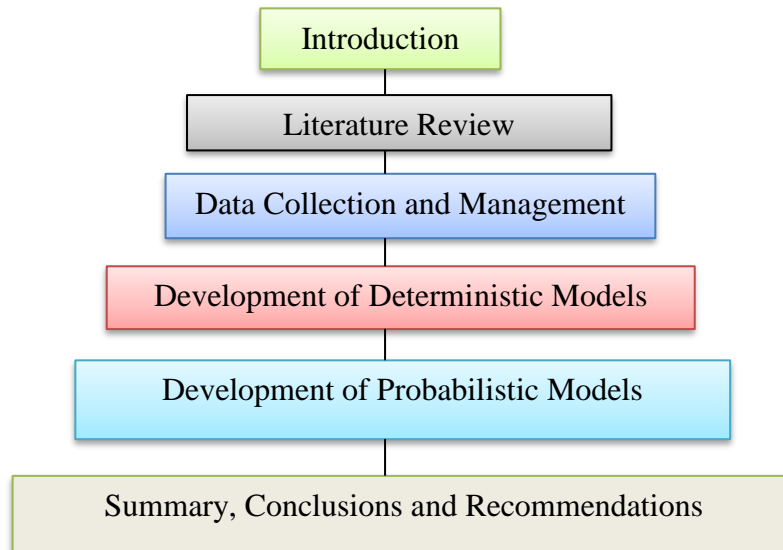 Introduction
Literature Review
Data Collection and Management
Development of Deterministic Models
Development of Probabilistic Models
Summary, Conclusions and Recommendations